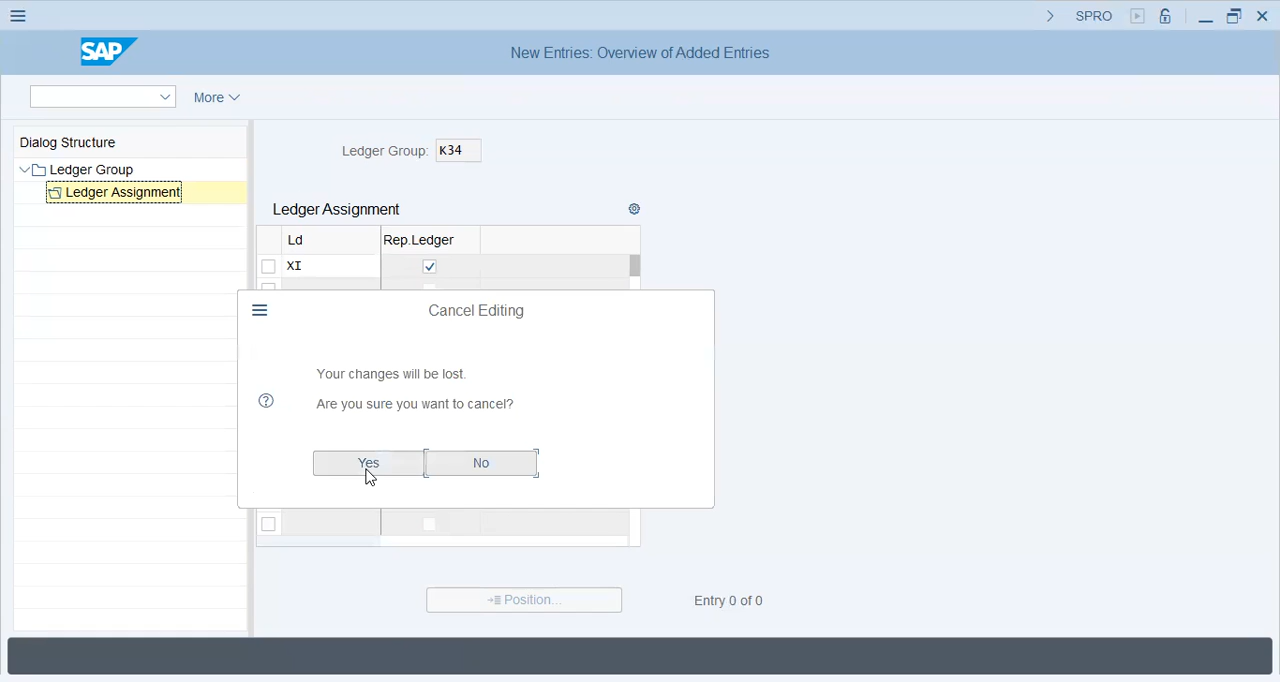 SPRO
SAP
New Entries: Overview of Added Entries
More
Dialog Structure
Ledger Group
Ledger Assignment
Ledger Group: K34
Ledger Assignment
Ld Rep.Ledger
XI
Cancel Editing
Your changes will be lost.
Are you sure you want to cancel?
Yes No
Position... Entry 0 of 0